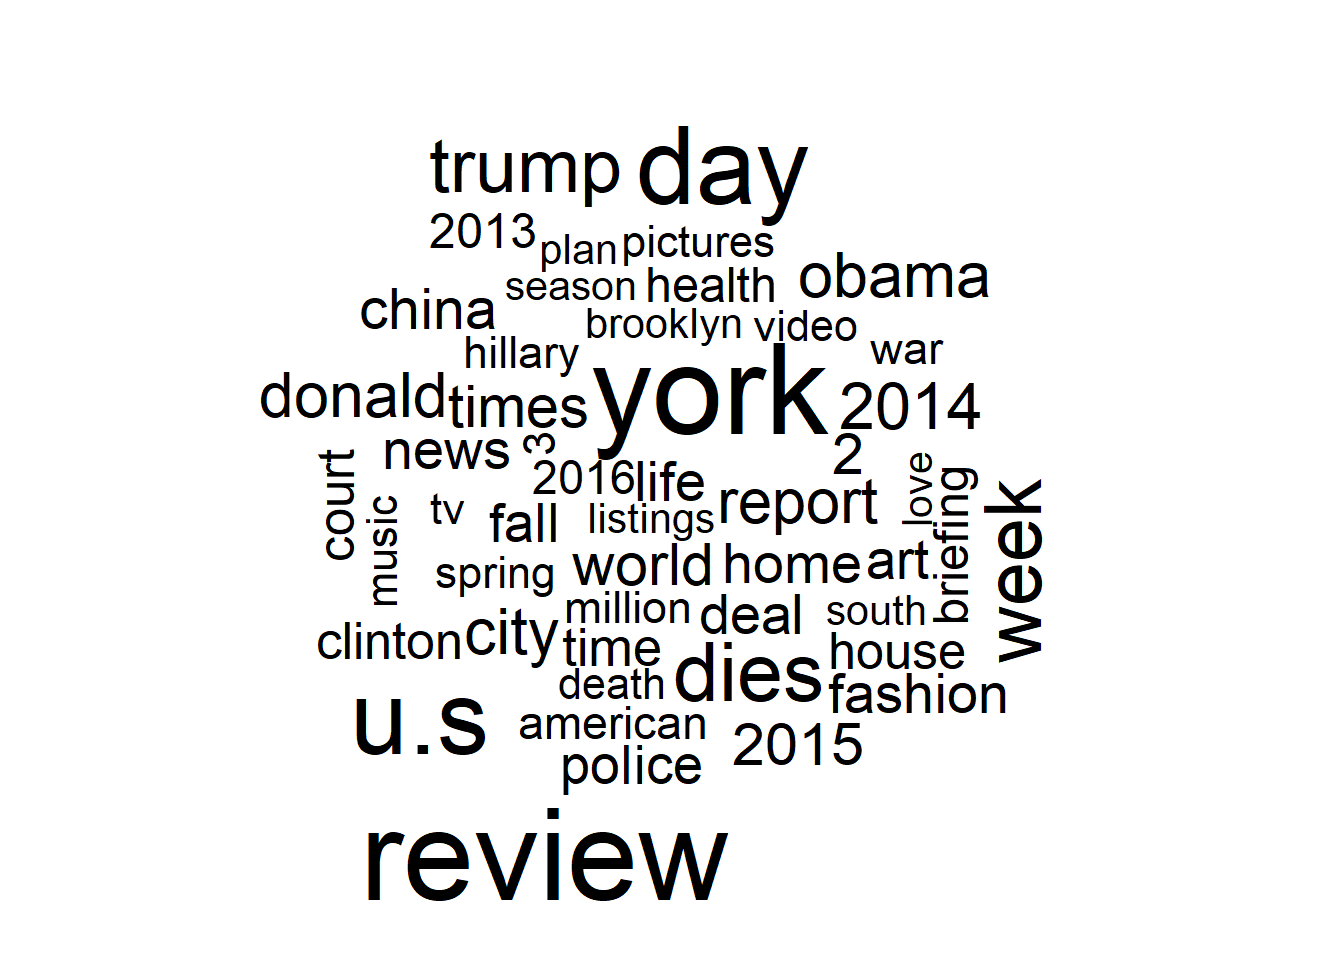 trump day
2013 plan pictures
season health obama
china brooklyn video
hillary war
donald times york 2014
news 3 2
court 2016 life love
music tv fall listings report briefing week
spring world home art
million deal south
clinton city time house
death dies fashion
u.s american
police 2015
review